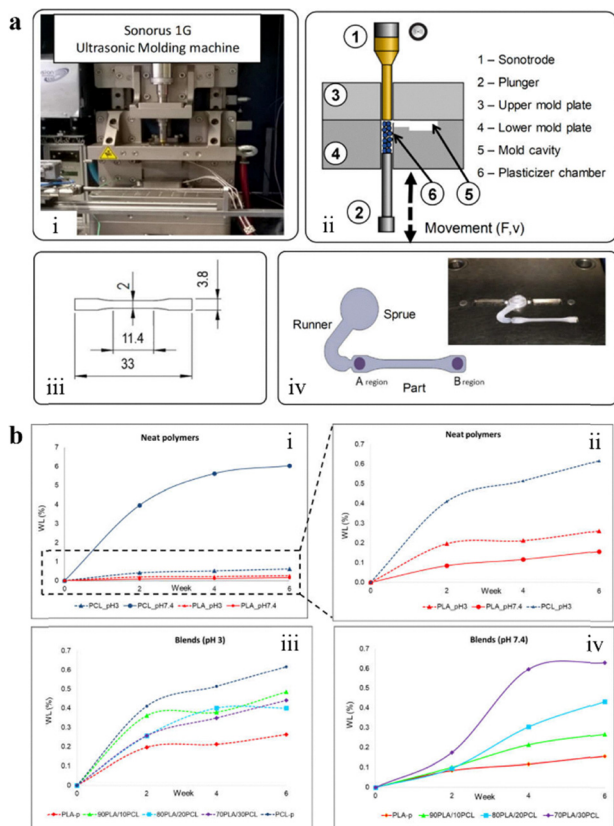 a
Sonorus 1G
Ultrasonic Molding machine
i
1
3
4
2
6
5
Movement (F,v)
ii
1 – Sonotrode
2 – Plunger
3 – Upper mold plate
4 – Lower mold plate
5 – Mold cavity
6 – Plasticizer chamber
2
3.8
11.4
33
iii
Runner
Sprue
A region
Part
B region
iv
b
Neat polymers
i
WL (%)
7
6
5
4
3
2
1
0
0
2
4
6
Week
PCL_pH3
PCL_pH7.4
PLA_pH3
PLA_pH7.4
Neat polymers
ii
WL (%)
0.7
0.6
0.5
0.4
0.3
0.2
0.1
0.0
0
2
4
6
Week
PLA_pH3
PLA_pH7.4
PCL_pH3
Blends (pH 3)
iii
WL (%)
0.7
0.6
0.5
0.4
0.3
0.2
0.1
0.0
0
2
4
6
Week
PLA-p
90PLA/10PCL
80PLA/20PCL
70PLA/30PCL
PCL-p
Blends (pH 7.4)
iv
WL (%)
0.7
0.6
0.5
0.4
0.3
0.2
0.1
0.0
0
2
4
6
Week
PLA-p
90PLA/10PCL
80PLA/20PCL
70PLA/30PCL